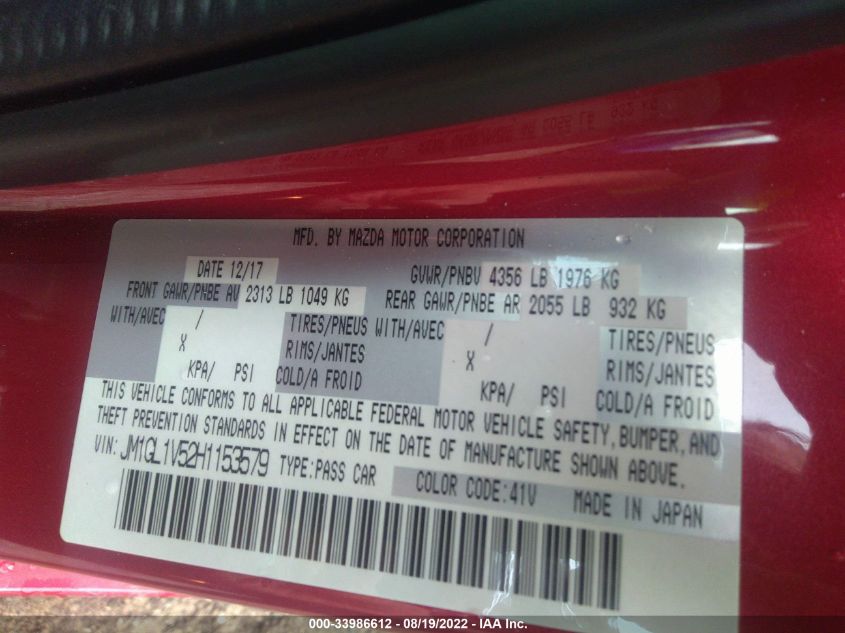 MFD. BY MAZDA MOTOR CORPORATION
DATE 12/17 GVWR/PNBV 4356 LB 1976 KG
FRONT GAWR/PNBE AV 2313 LB 1049 KG REAR GAWR/PNBE AR 2055 LB 932 KG
WITH/AVEC / TIRES/PNEUS WITH/AVEC / TIRES/PNEUS
X RIMS/JANTES X RIMS/JANTES
KPA/ PSI COLD/A FROID KPA/ PSI COLD/A FROID
THIS VEHICLE CONFORMS TO ALL APPLICABLE FEDERAL MOTOR VEHICLE SAFETY, BUMPER, AND
THEFT PREVENTION STANDARDS IN EFFECT ON THE DATE OF MANUFACTURE SHOWN ABOVE.
VIN: JM1GL1V52H1153579 TYPE:PASS CAR COLOR CODE:41V MADE IN JAPAN
000-33986612 - 08/19/2022 - IAA Inc.